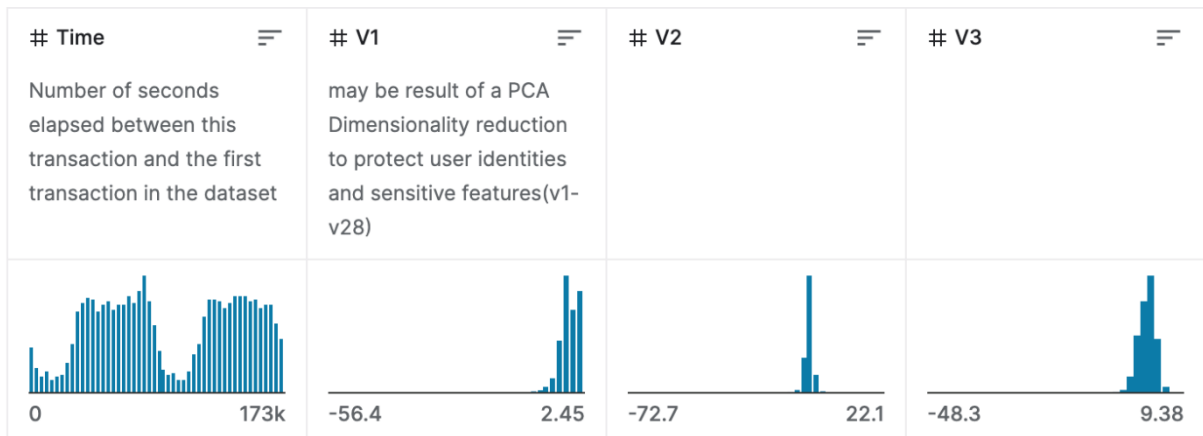 # Time
# V1
# V2
# V3
Number of seconds
elapsed between this
transaction and the first
transaction in the dataset
may be result of a PCA
Dimensionality reduction
to protect user identities
and sensitive features(v1-
v28)
0 173k
-56.4 2.45
-72.7 22.1
-48.3 9.38